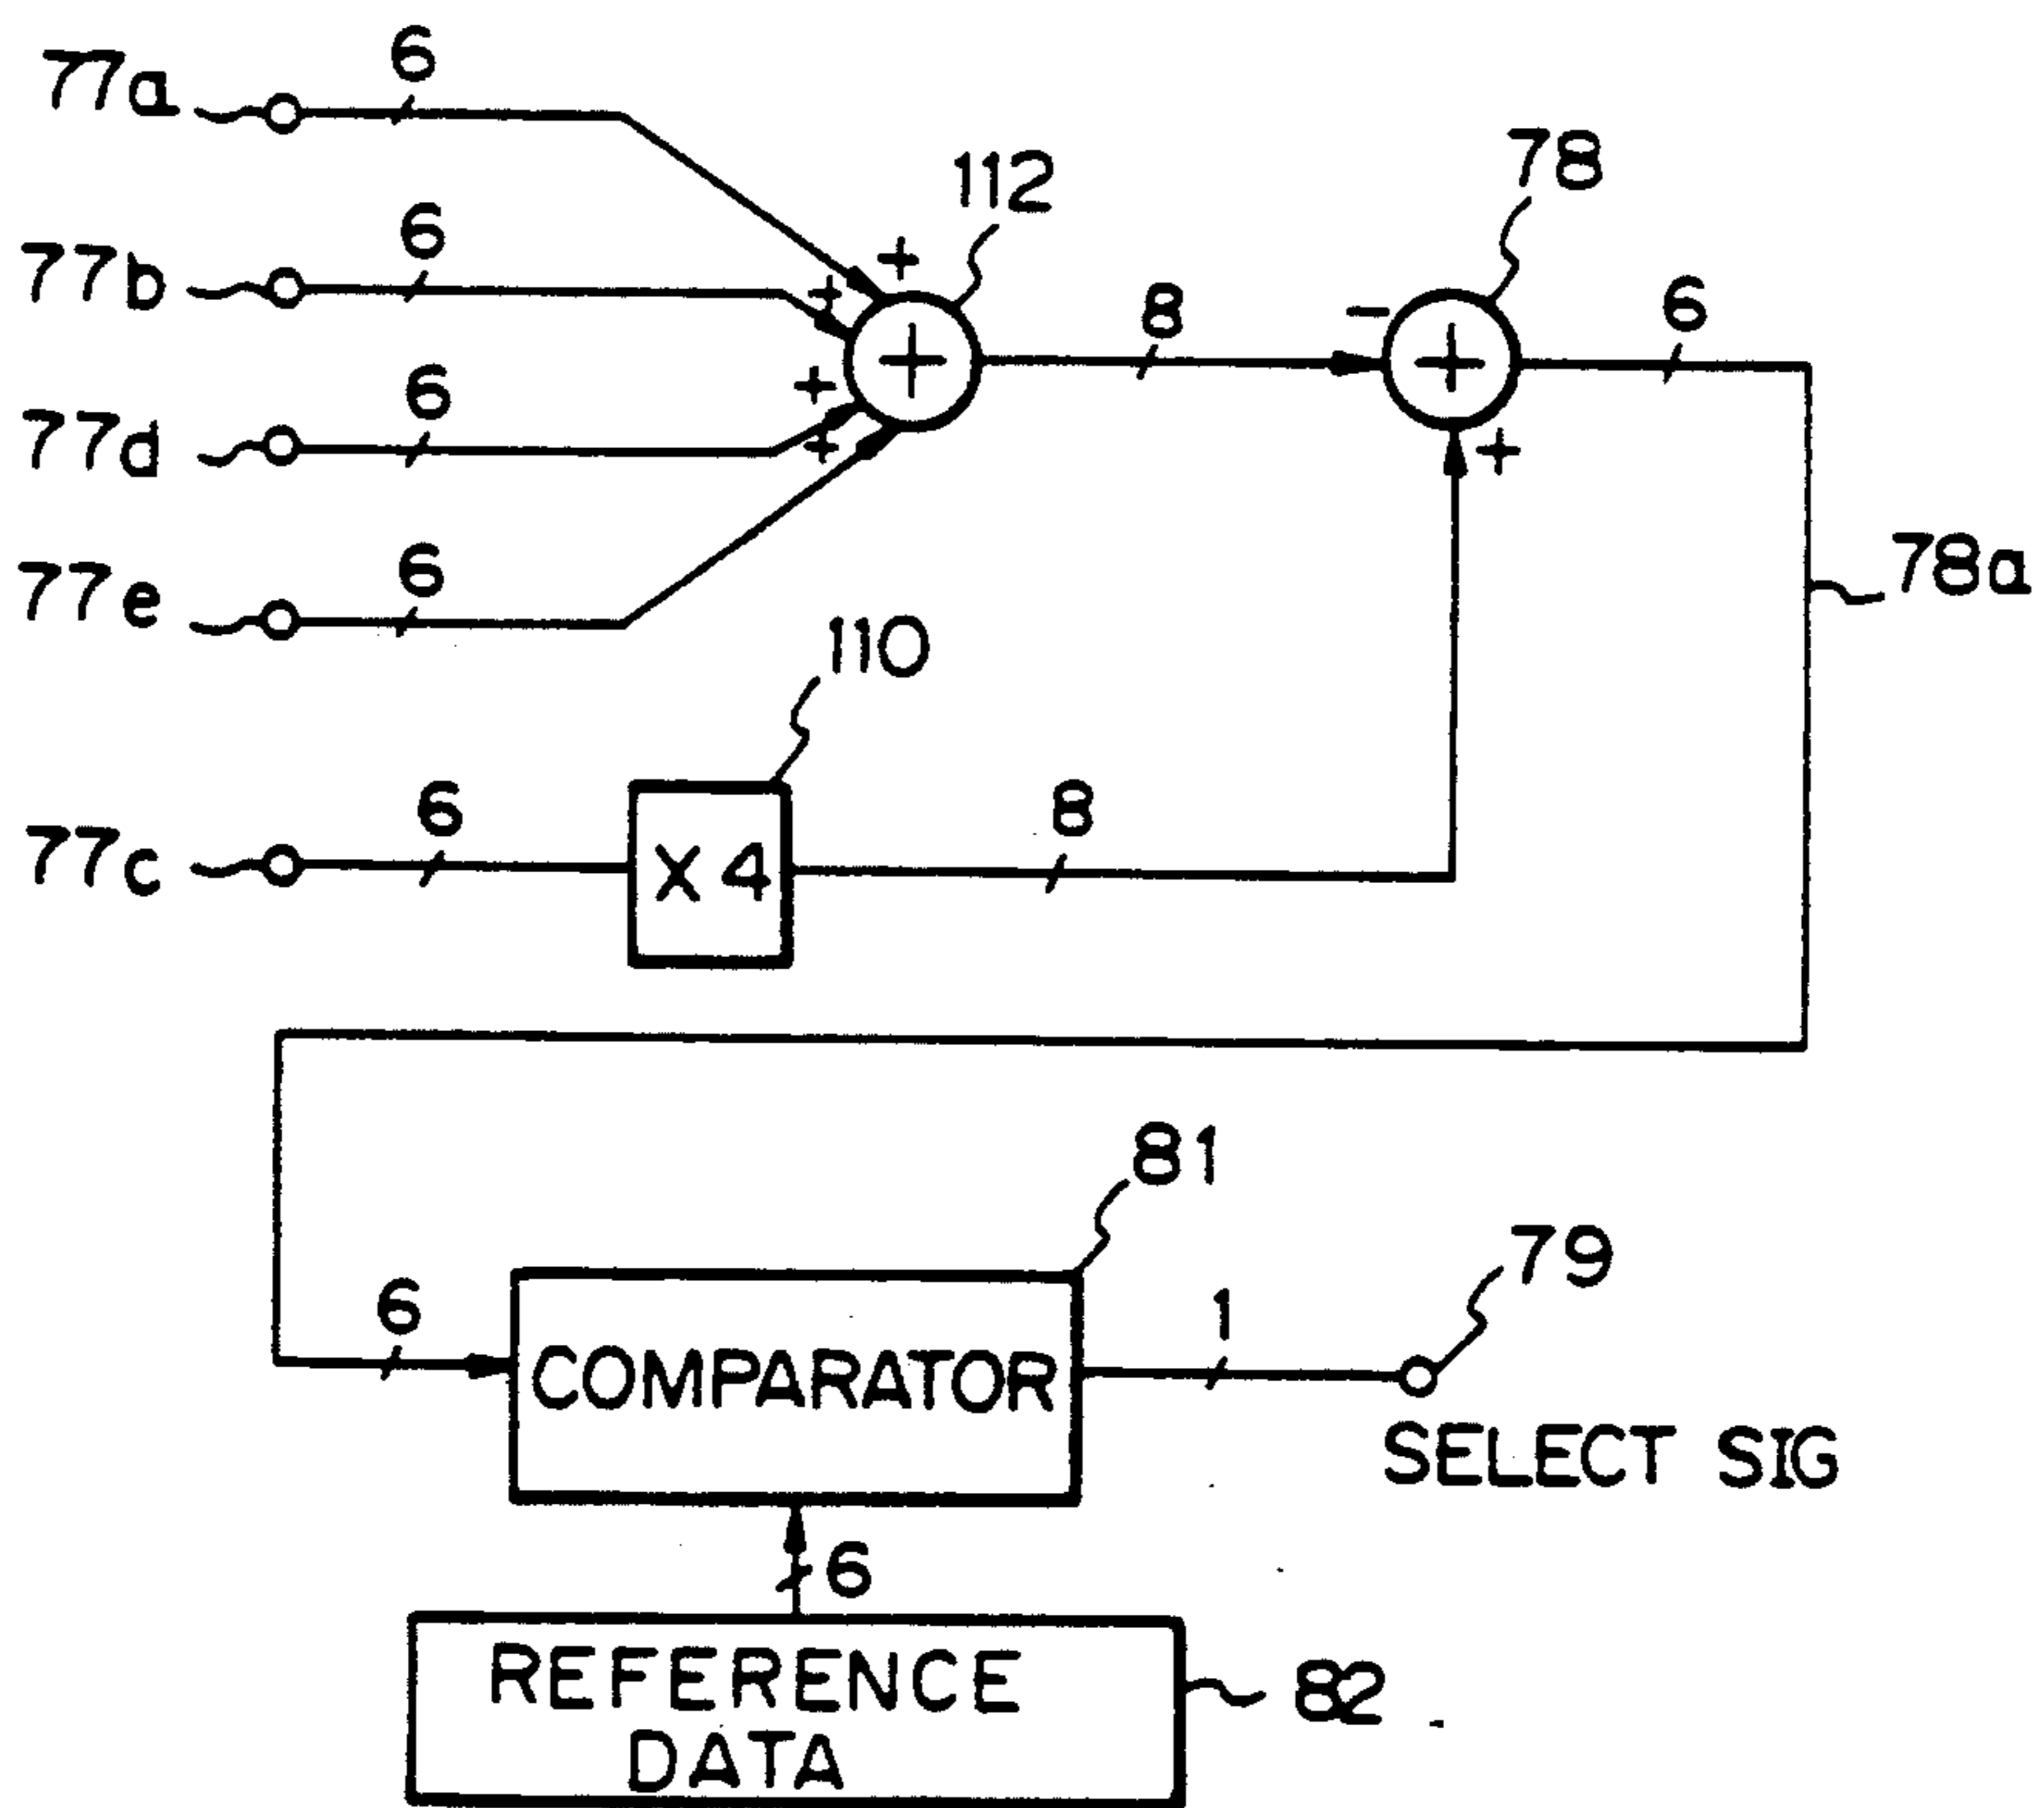 77a 6
112
78
77b 6
+
+
8
-
6
77d 6
+
+
+
+
77e 6
78a
110
+
77c 6
X 4
8
81
79
6
COMPARATOR
1
SELECT SIG
6
REFERENCE
DATA
82